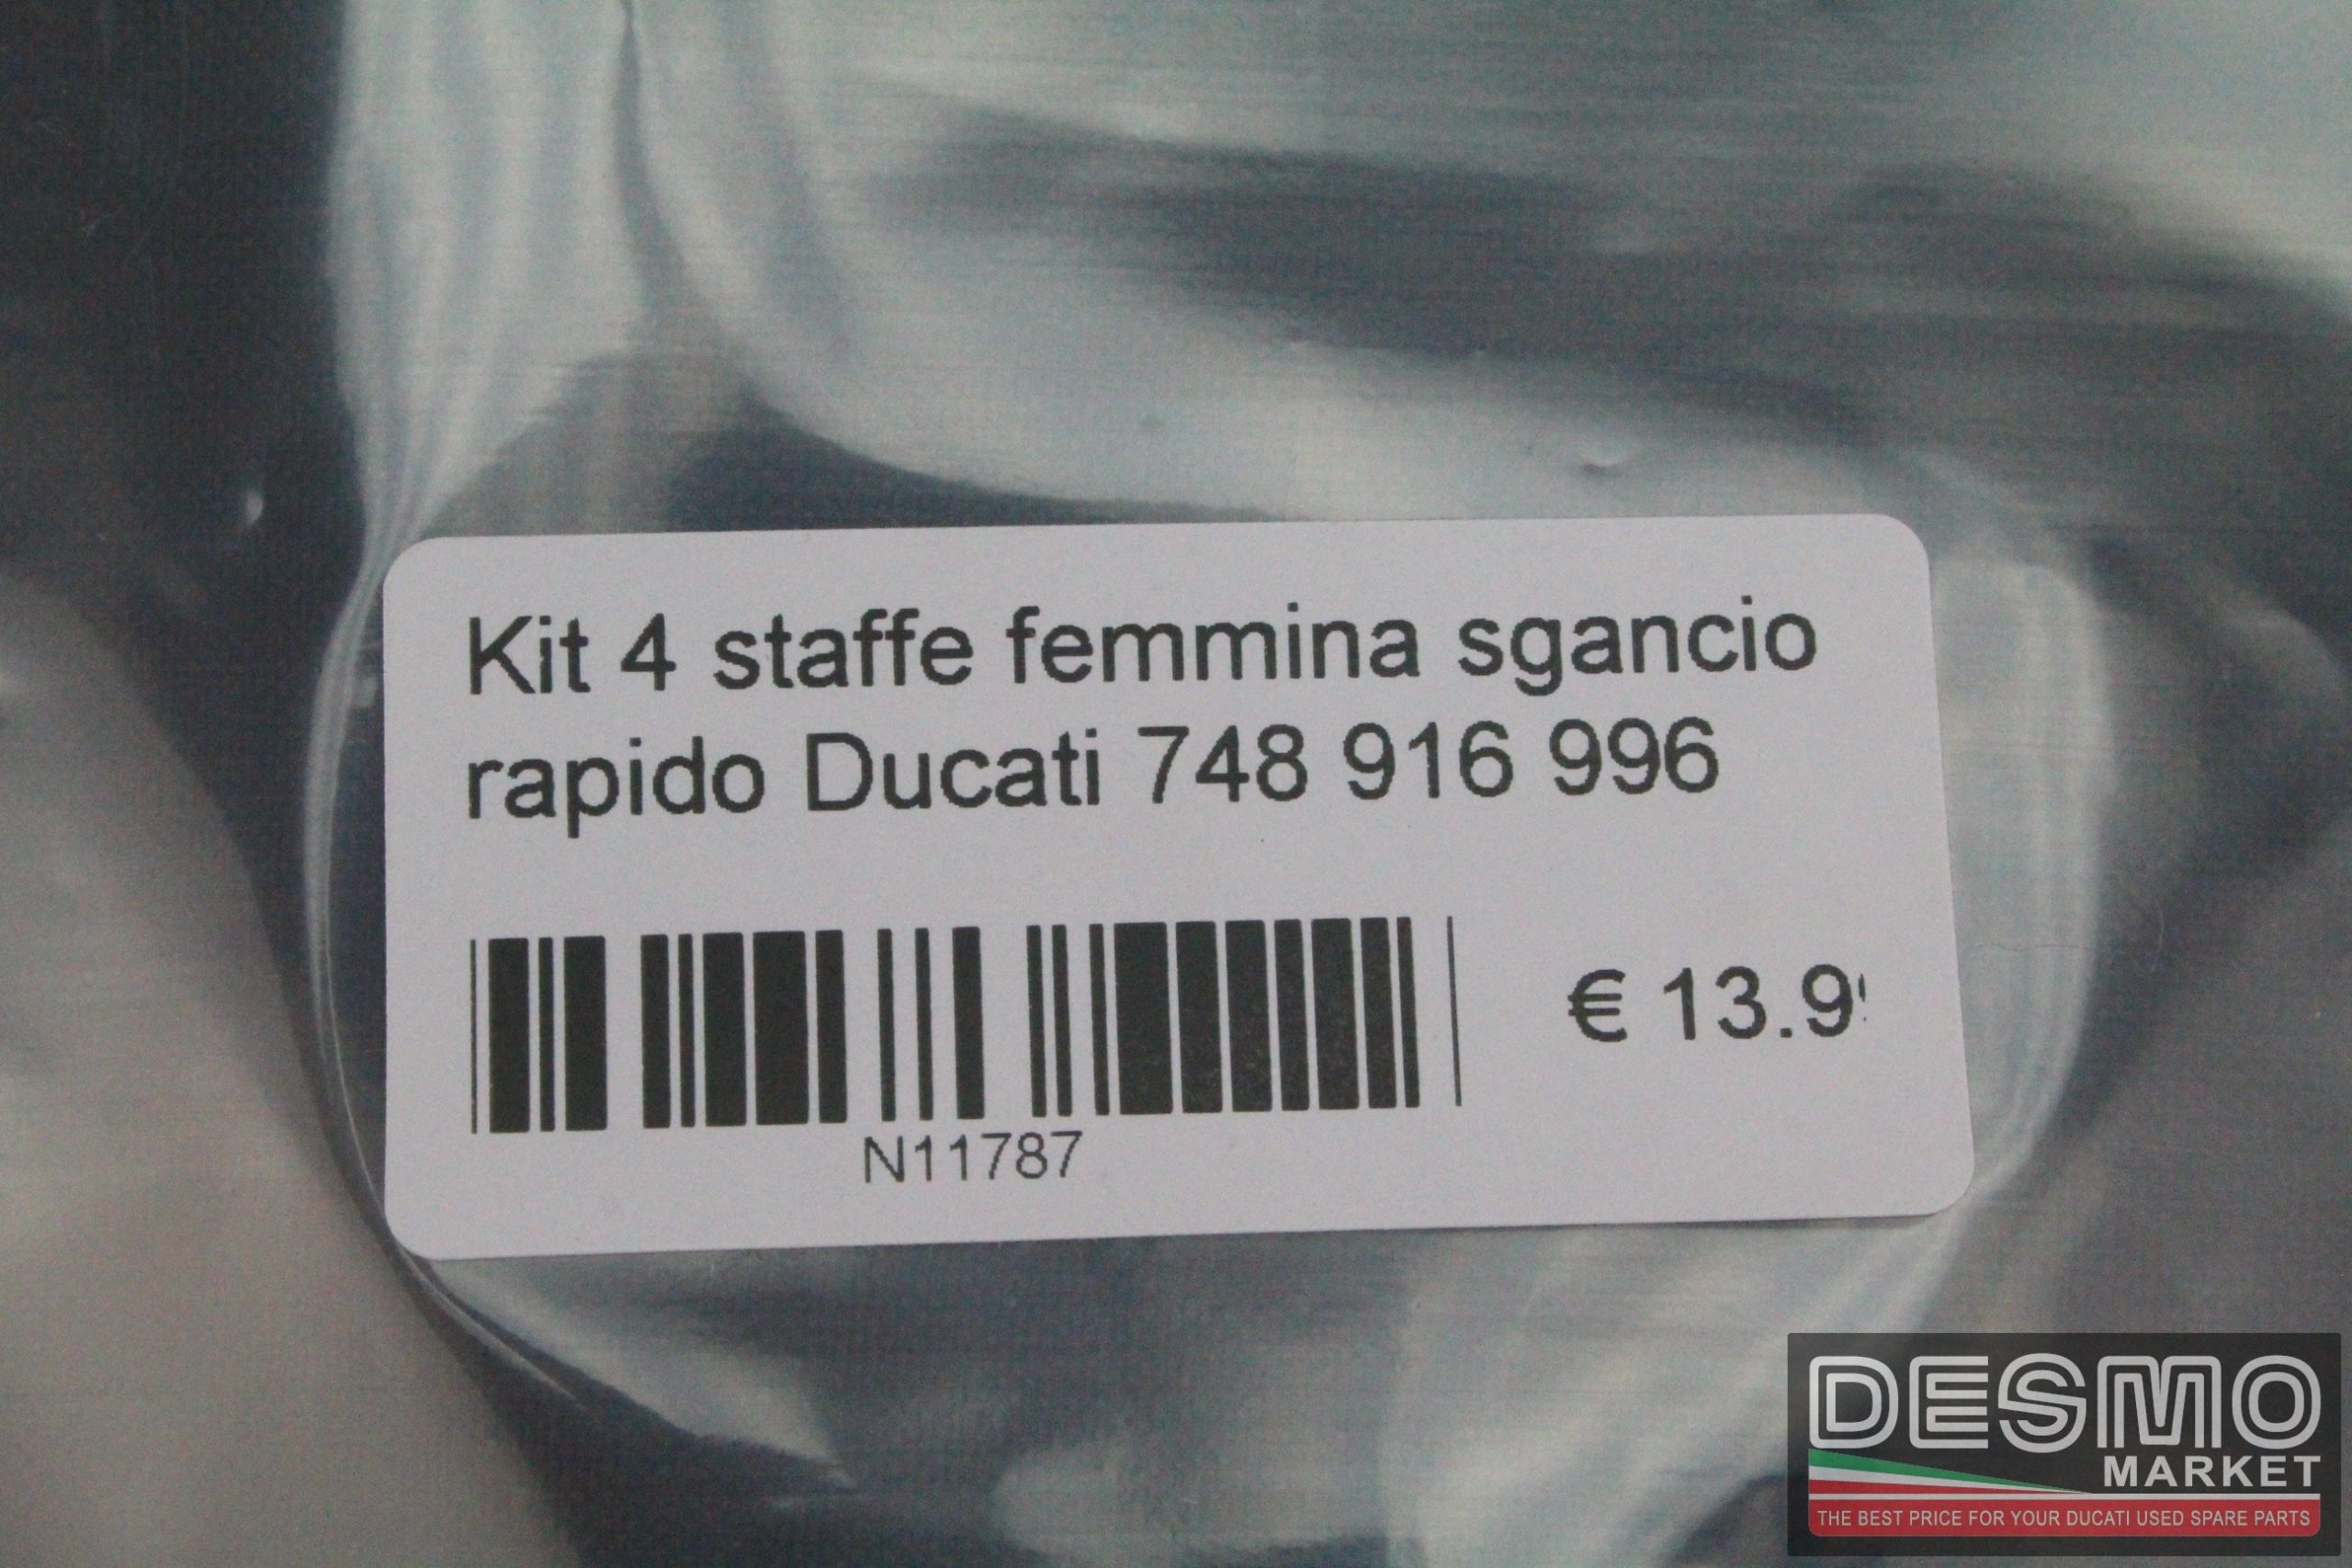 Kit 4 staffe femmina sgancio
rapido Ducati 748 916 996
€ 13.9
N11787
DESMO
MARKET
THE BEST PRICE FOR YOUR DUCATI USED SPARE PARTS